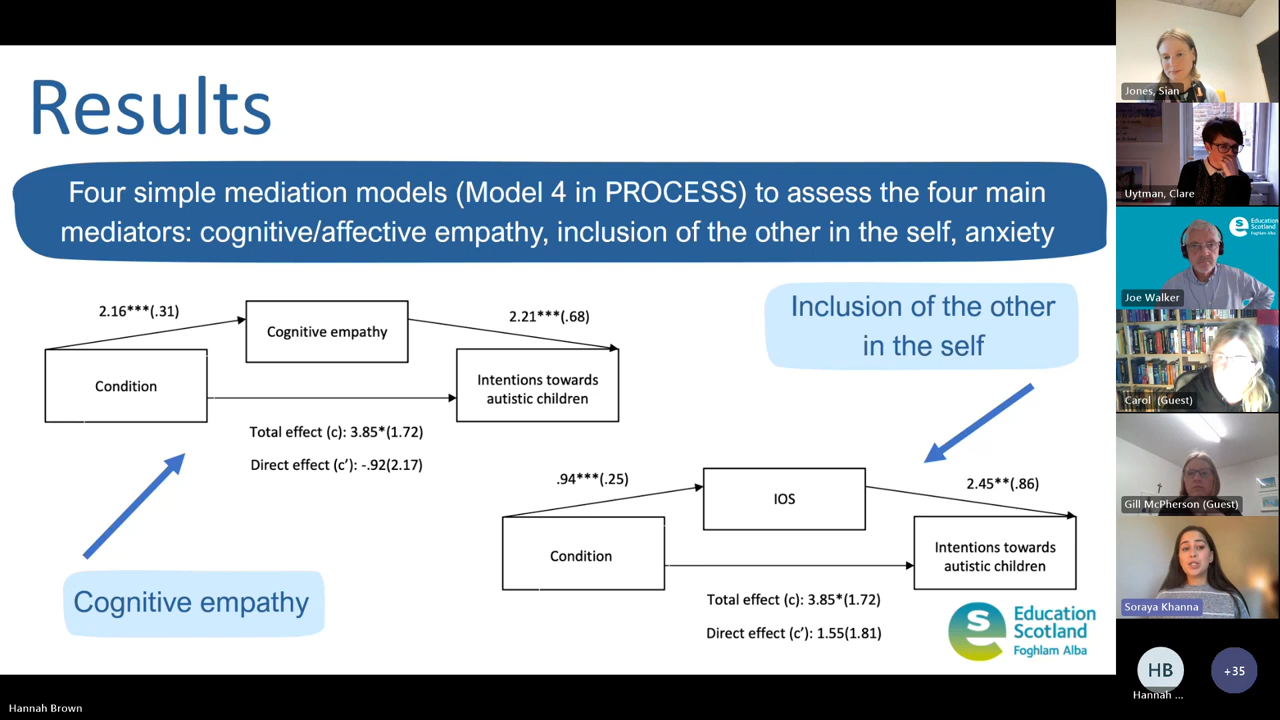 Results
Four simple mediation models (Model 4 in PROCESS) to assess the four main
mediators: cognitive/affective empathy, inclusion of the other in the self, anxiety
2.16***(.31)
Cognitive empathy
2.21***(.68)
Condition
Intentions towards
autistic children
Total effect (c): 3.85*(1.72)
Direct effect (c’): -.92(2.17)
Cognitive empathy
Inclusion of the other
in the self
.94***(.25)
IOS
2.45**(.86)
Condition
Intentions towards
autistic children
Total effect (c): 3.85*(1.72)
Direct effect (c’): 1.55(1.81)
Education
Scotland
Foghlam Alba
Jones, Sian
Uytman, Clare
Education
Scotland
Foghlam Alba
Joe Walker
Carol (Guest)
Gill McPherson (Guest)
Soraya Khanna
HB
Hannah ...
+35
Hannah Brown